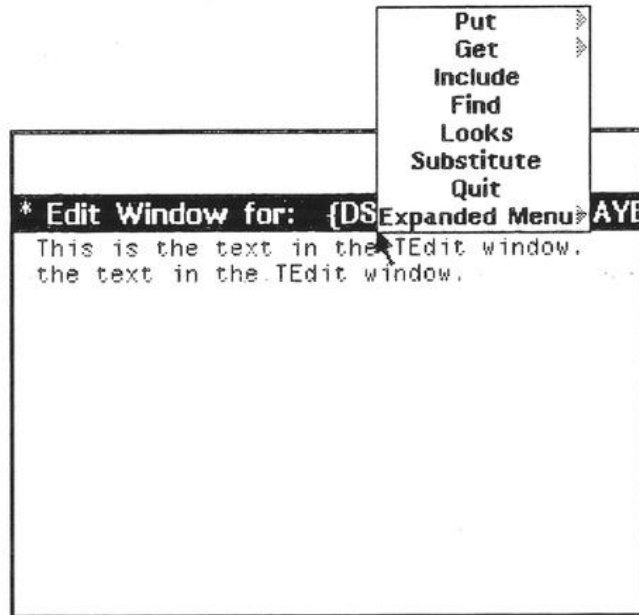 Put
Get
Include
Find
Looks
Substitute
Quit
Expanded Menu
* Edit Window for: {DS AYE
This is the text in the TEdit window.
the text in the TEdit window.